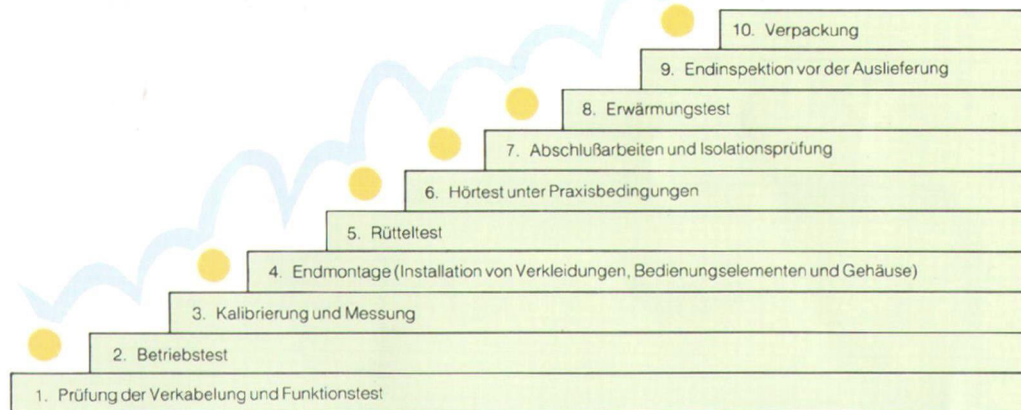 10. Verpackung
9. Endinspektion vor der Auslieferung
8. Erwärmungstest
7. Abschlußarbeiten und Isolationsprüfung
6. Hörtest unter Praxisbedingungen
5. Rütteltest
4. Endmontage (Installation von Verkleidungen, Bedienungselementen und Gehäuse)
3. Kalibrierung und Messung
2. Betriebstest
1. Prüfung der Verkabelung und Funktionstest